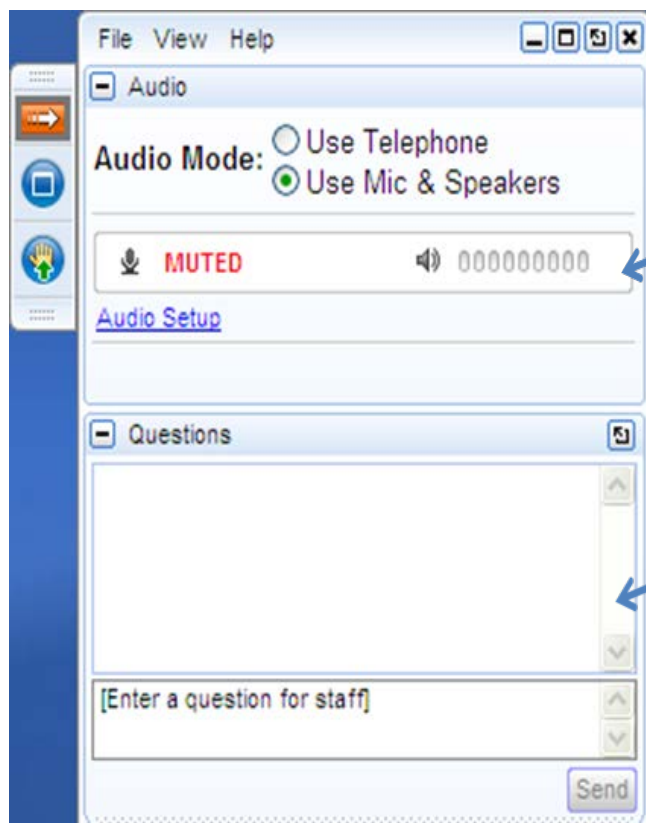 File View Help
Audio
Audio Mode: Use Telephone
Use Mic & Speakers
MUTED 000000000
Audio Setup
Questions
[Enter a question for staff]
Send